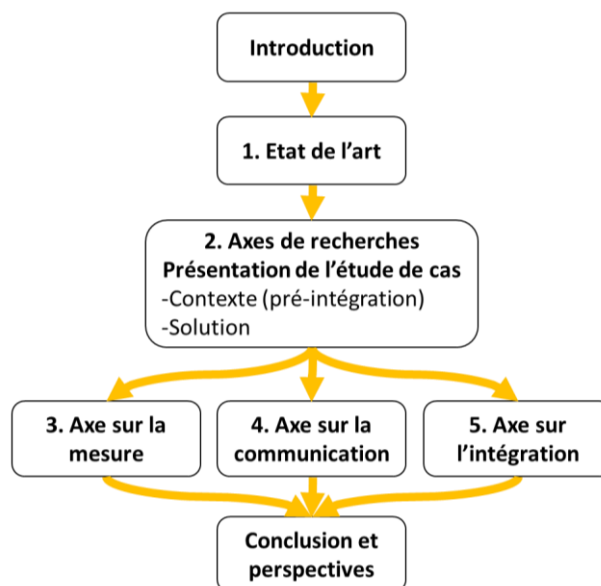 Introduction
1. Etat de l’art
2. Axes de recherches
Présentation de l’étude de cas
-Contexte (pré-intégration)
-Solution
3. Axe sur la
mesure
4. Axe sur la
communication
5. Axe sur
l’intégration
Conclusion et
perspectives